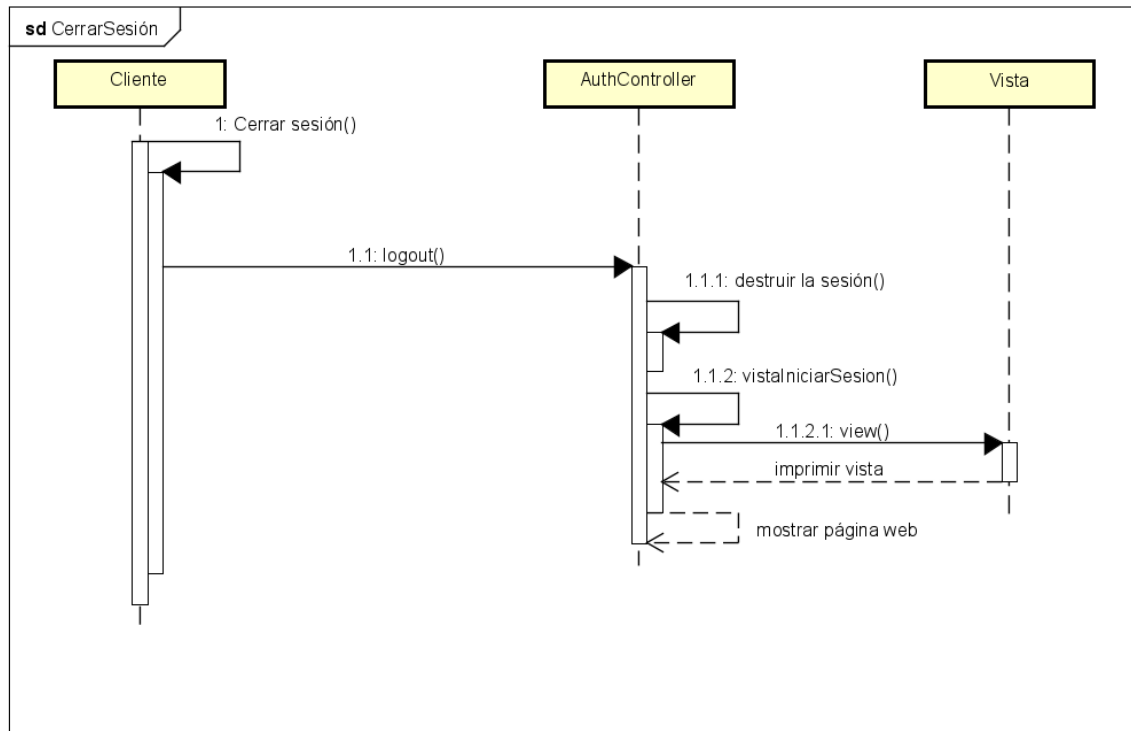 sd CerrarSesión
Cliente
AuthController
Vista
1: Cerrar sesión()
1.1: logout()
1.1.1: destruir la sesión()
1.1.2: vistaIniciarSesion()
1.1.2.1: view()
imprimir vista
mostrar página web